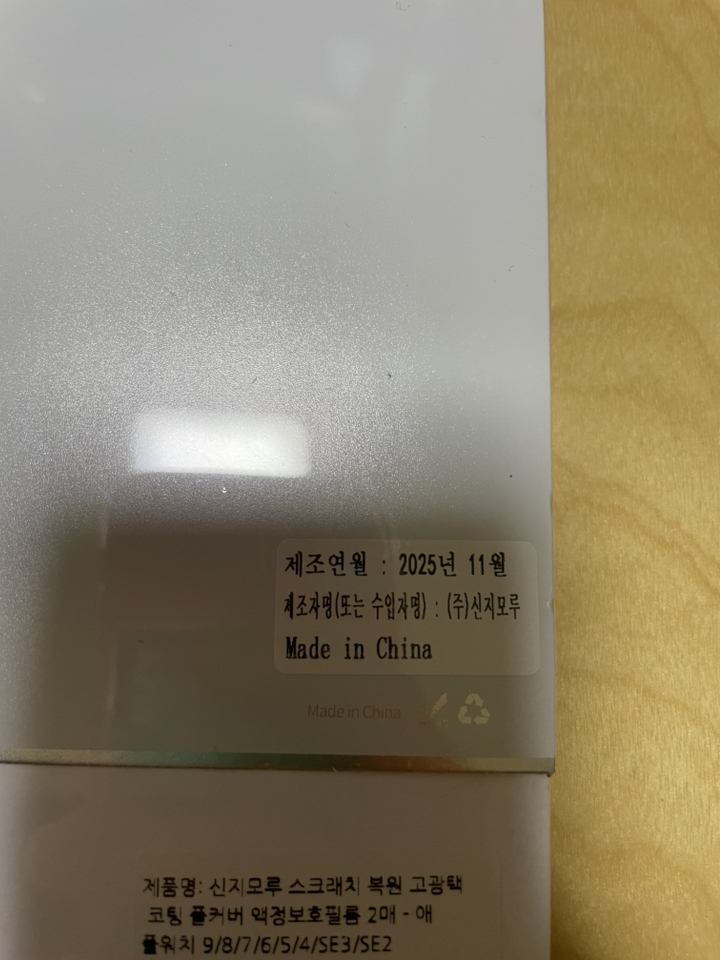 제조연월 : 2025년 11월
제조자명(또는 수입자명) : (주)신지모루
Made in China
Made in China
제품명: 신지모루 스크래치 복원 고광택
코팅 풀커버 액정보호필름 2매 - 애
플워치 9/8/7/6/5/4/SE3/SE2